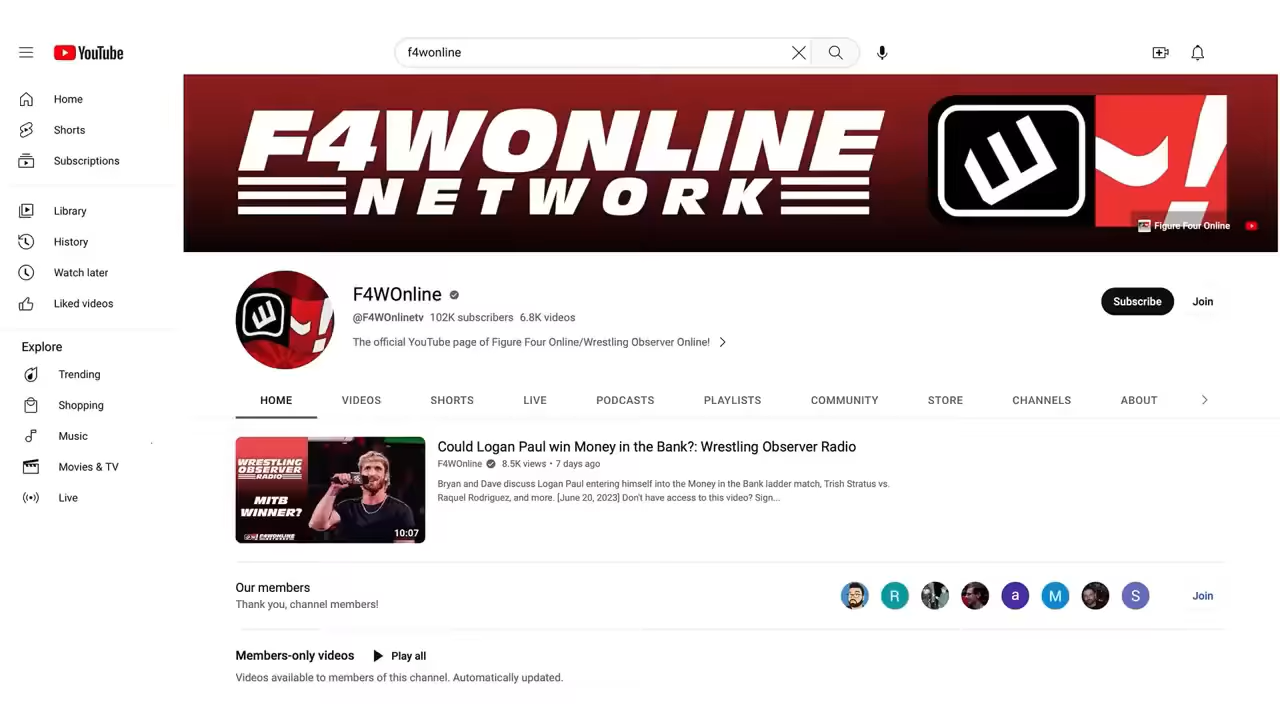 YouTube
f4wonline
Home
Shorts
Subscriptions
Library
History
Watch later
Liked videos
Explore
Trending
Shopping
Music
Movies & TV
Live
F4WONLINE
NETWORK
Figure Four Online
F4WOnline
@F4WOnlinetv 102K subscribers 6.8K videos
The official YouTube page of Figure Four Online/Wrestling Observer Online!
Subscribe
Join
HOME VIDEOS SHORTS LIVE PODCASTS PLAYLISTS COMMUNITY STORE CHANNELS ABOUT
WRESTLING
OBSERVER
RADIO
MITB
WINNER?
F4WONLINE
10:07
Could Logan Paul win Money in the Bank?: Wrestling Observer Radio
F4WOnline 8.5K views • 7 days ago
Bryan and Dave discuss Logan Paul entering himself into the Money in the Bank ladder match, Trish Stratus vs.
Raquel Rodriguez, and more. [June 20, 2023] Don't have access to this video? Sign...
Our members
Thank you, channel members!
R a M S
Join
Members-only videos Play all
Videos available to members of this channel. Automatically updated.